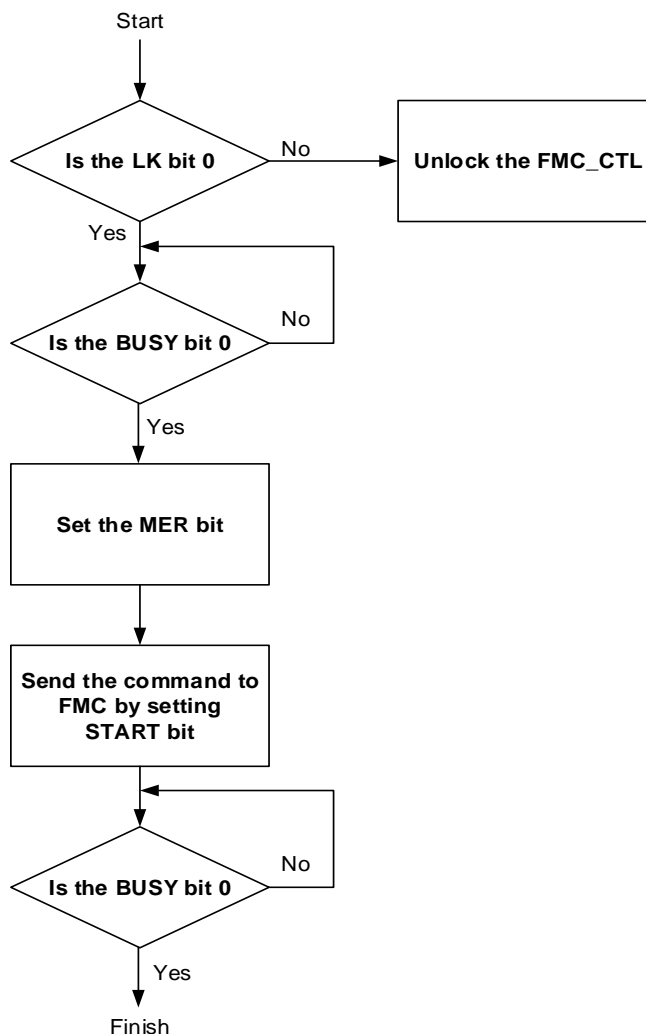 Start
Is the LK bit 0
No
Unlock the FMC_CTL
Yes
Is the BUSY bit 0
No
Yes
Set the MER bit
Send the command to
FMC by setting
START bit
Is the BUSY bit 0
No
Yes
Finish